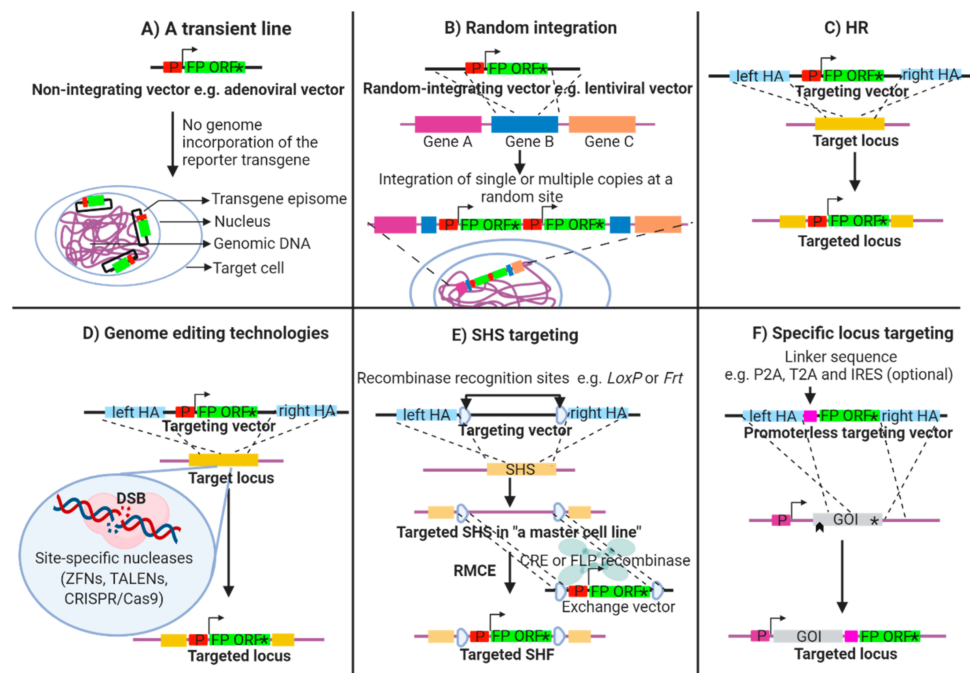 A) A transient line
P FP ORF*
Non-integrating vector e.g. adenoviral vector
No genome
incorporation of the
reporter transgene
Transgene episome
Nucleus
Genomic DNA
Target cell
B) Random integration
P FP ORF*
Random-integrating vector e.g. lentiviral vector
Gene A Gene B Gene C
Integration of single or multiple copies at a
random site
P FP ORF* P FP ORF*
C) HR
left HA P FP ORF* right HA
Targeting vector
Target locus
P FP ORF*
Targeted locus
D) Genome editing technologies
left HA P FP ORF* right HA
Targeting vector
Target locus
DSB
Site-specific nucleases
(ZFNs, TALENs,
CRISPR/Cas9)
P FP ORF*
Targeted locus
E) SHS targeting
Recombinase recognition sites e.g. LoxP or Frt
left HA right HA
Targeting vector
SHS
Targeted SHS in "a master cell line"
RMCE
CRE or FLP recombinase
P FP ORF*
Exchange vector
P FP ORF*
Targeted SHF
F) Specific locus targeting
Linker sequence
e.g. P2A, T2A and IRES (optional)
left HA FP ORF* right HA
Promoterless targeting vector
P GOI *
P GOI FP ORF*
Targeted locus